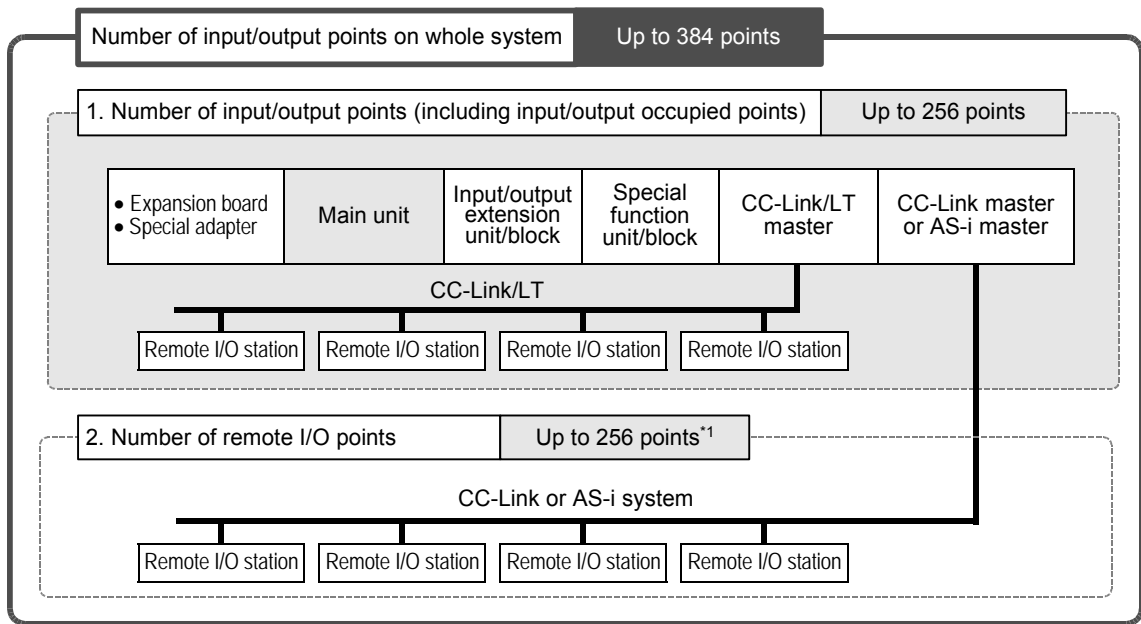 Number of input/output points on whole system
Up to 384 points
1. Number of input/output points (including input/output occupied points)
Up to 256 points
● Expansion board
● Special adapter
Main unit
Input/output
extension
unit/block
Special
function
unit/block
CC-Link/LT
master
CC-Link master
or AS-i master
CC-Link/LT
Remote I/O station
Remote I/O station
Remote I/O station
Remote I/O station
2. Number of remote I/O points
Up to 256 points*1
CC-Link or AS-i system
Remote I/O station
Remote I/O station
Remote I/O station
Remote I/O station